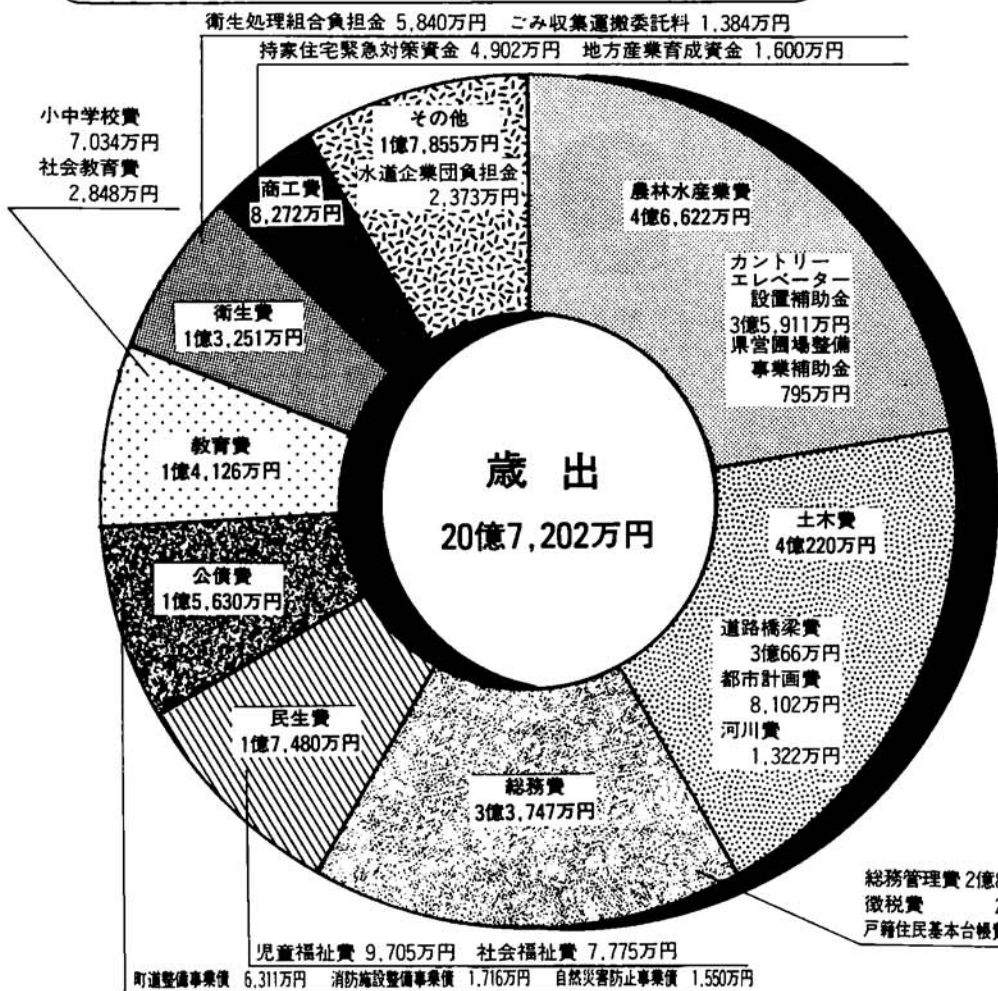 衛生処理組合負担金 5,840万円 ごみ収集運搬委託料 1,384万円
持家住宅緊急対策資金 4,902万円 地方産業育成資金 1,600万円
小中学校費
7,034万円
社会教育費
2,848万円
その他
1億7,855万円
水道企業団負担金
2,373万円
商工費
8,272万円
衛生費
1億3,251万円
教育費
1億4,126万円
公債費
1億5,630万円
民生費
1億7,480万円
総務費
3億3,747万円
農林水産業費
4億6,622万円
カントリー
エレベーター
設置補助金
3億5,911万円
県営圃場整備
事業補助金
795万円
土木費
4億220万円
道路橋梁費
3億66万円
都市計画費
8,102万円
河川費
1,322万円
歳出
20億7,202万円
総務管理費 2億
徴税費
戸籍住民基本台帳費
児童福祉費 9,705万円 社会福祉費 7,775万円
町道整備事業債 6,311万円 消防施設整備事業債 1,716万円 自然災害防止事業債 1,550万円